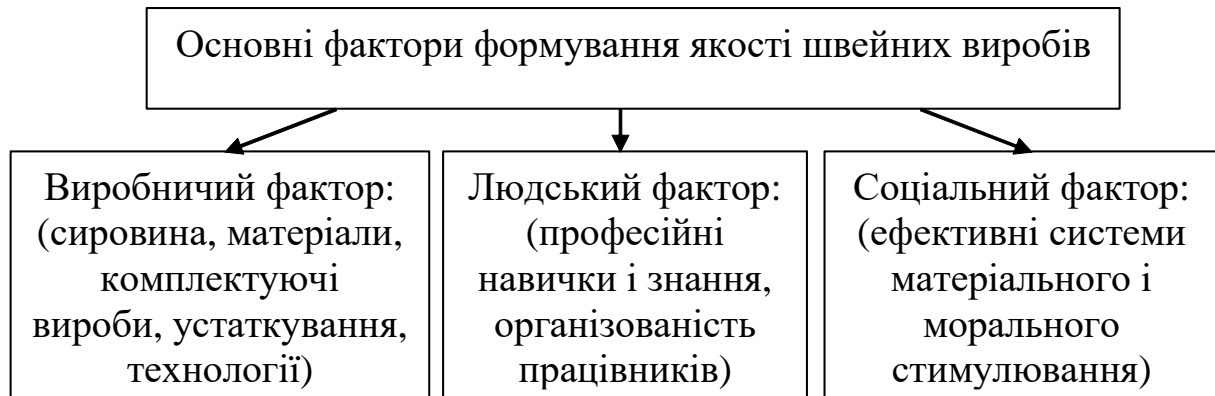 Основні фактори формування якості швейних виробів
Виробничий фактор:
(сировина, матеріали,
комплектуючі
вироби, устаткування,
технології)
Людський фактор:
(професійні
навички і знання,
організованість
працівників)
Соціальний фактор:
(ефективні системи
матеріального і
морального
стимулювання)